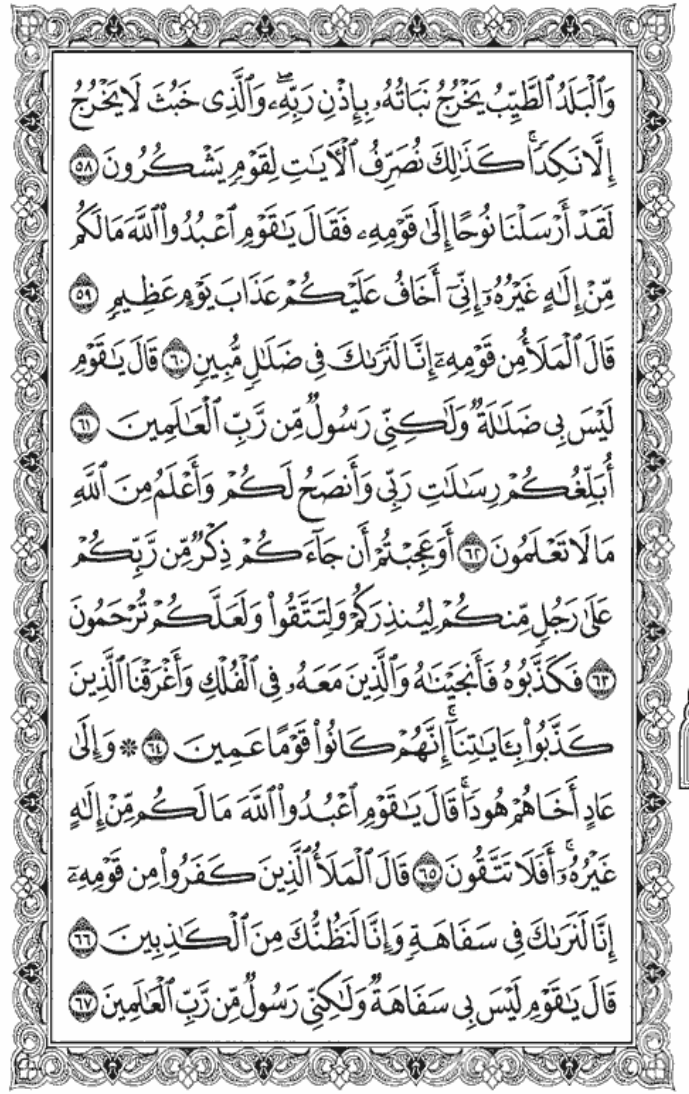 وَٱلْبَلَدُ ٱلطَّيِّبُ يَخْرُجُ نَبَاتُهُۥ بِإِذْنِ رَبِّهِۦۖ وَٱلَّذِى خَبُثَ لَا يَخْرُجُ
إِلَّا نَكِدًاۚ كَذَٰلِكَ نُصَرِّفُ ٱلْأَيَٰتِ لِقَوْمٍ يَشْكُرُونَ ٥٨
لَقَدْ أَرْسَلْنَا نُوحًا إِلَىٰ قَوْمِهِۦ فَقَالَ يَٰقَوْمِ ٱعْبُدُوا۟ ٱللَّهَ مَا لَكُم
مِّنْ إِلَٰهٍ غَيْرُهُۥٓ إِنِّىٓ أَخَافُ عَلَيْكُمْ عَذَابَ يَوْمٍ عَظِيمٍ ٥٩
قَالَ ٱلْمَلَأُ مِن قَوْمِهِۦٓ إِنَّا لَنَرَىٰكَ فِى ضَلَٰلٍ مُّبِينٍ ٦٠ قَالَ يَٰقَوْمِ
لَيْسَ بِى ضَلَٰلَةٌ وَلَٰكِنِّى رَسُولٌ مِّن رَّبِّ ٱلْعَٰلَمِينَ ٦١
أُبَلِّغُكُمْ رِسَٰلَٰتِ رَبِّى وَأَنصَحُ لَكُمْ وَأَعْلَمُ مِنَ ٱللَّهِ
مَا لَا تَعْلَمُونَ ٦٢ أَوَعَجِبْتُمْ أَن جَآءَكُمْ ذِكْرٌ مِّن رَّبِّكُمْ
عَلَىٰ رَجُلٍ مِّنكُمْ لِيُنذِرَكُمْ وَلِتَتَّقُوا۟ وَلَعَلَّكُمْ تُرْحَمُونَ
٦٣ فَكَذَّبُوهُ فَأَنجَيْنَٰهُ وَٱلَّذِينَ مَعَهُۥ فِى ٱلْفُلْكِ وَأَغْرَقْنَا ٱلَّذِينَ
كَذَّبُوا۟ بِـَٔايَٰتِنَآۚ إِنَّهُمْ كَانُوا۟ قَوْمًا عَمِينَ ٦٤ ۞ وَإِلَىٰ
عَادٍ أَخَاهُمْ هُودًاۗ قَالَ يَٰقَوْمِ ٱعْبُدُوا۟ ٱللَّهَ مَا لَكُم مِّنْ إِلَٰهٍ
غَيْرُهُۥٓۚ أَفَلَا تَتَّقُونَ ٦٥ قَالَ ٱلْمَلَأُ ٱلَّذِينَ كَفَرُوا۟ مِن قَوْمِهِۦٓ
إِنَّا لَنَرَىٰكَ فِى سَفَاهَةٍ وَإِنَّا لَنَظُنُّكَ مِنَ ٱلْكَٰذِبِينَ ٦٦
قَالَ يَٰقَوْمِ لَيْسَ بِى سَفَاهَةٌ وَلَٰكِنِّى رَسُولٌ مِّن رَّبِّ ٱلْعَٰلَمِينَ ٦٧